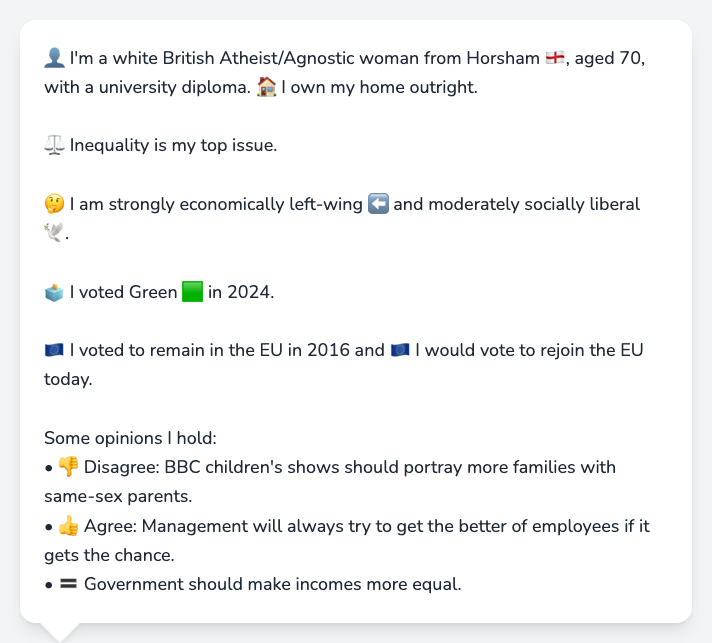 👤 I'm a white British Atheist/Agnostic woman from Horsham 🏴󠁧󠁢󠁥󠁮󠁧󠁿, aged 70,
with a university diploma. 🏠 I own my home outright.
⚖️ Inequality is my top issue.
🤔 I am strongly economically left-wing ⬅️ and moderately socially liberal
🕊️.
🗳️ I voted Green 🟩 in 2024.
🇪🇺 I voted to remain in the EU in 2016 and 🇪🇺 I would vote to rejoin the EU
today.
Some opinions I hold:
• 👎 Disagree: BBC children's shows should portray more families with
same-sex parents.
• 👍 Agree: Management will always try to get the better of employees if it
gets the chance.
• 🟰 Government should make incomes more equal.